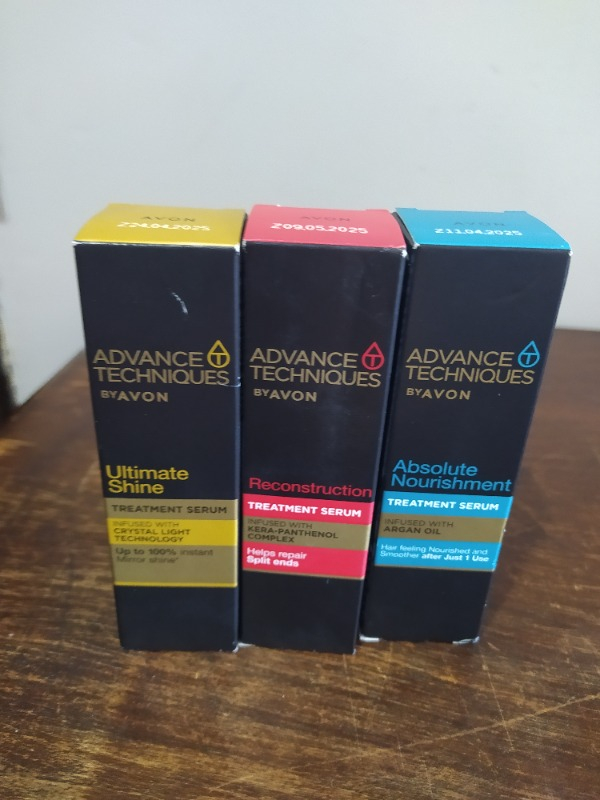 AVON
Z24.04.2025
ADVANCE
TECHNIQUES
BY AVON
Ultimate
Shine
TREATMENT SERUM
INFUSED WITH
CRYSTAL LIGHT
TECHNOLOGY
Up to 100% instant
Mirror shine*
AVON
Z09.05.2025
ADVANCE
TECHNIQUES
BY AVON
Reconstruction
TREATMENT SERUM
INFUSED WITH
KERA-PANTHENOL
COMPLEX
Helps repair
Split ends
AVON
Z11.04.2025
ADVANCE
TECHNIQUES
BY AVON
Absolute
Nourishment
TREATMENT SERUM
INFUSED WITH
ARGAN OIL
Hair feeling Nourished and
Smoother after Just 1 Use